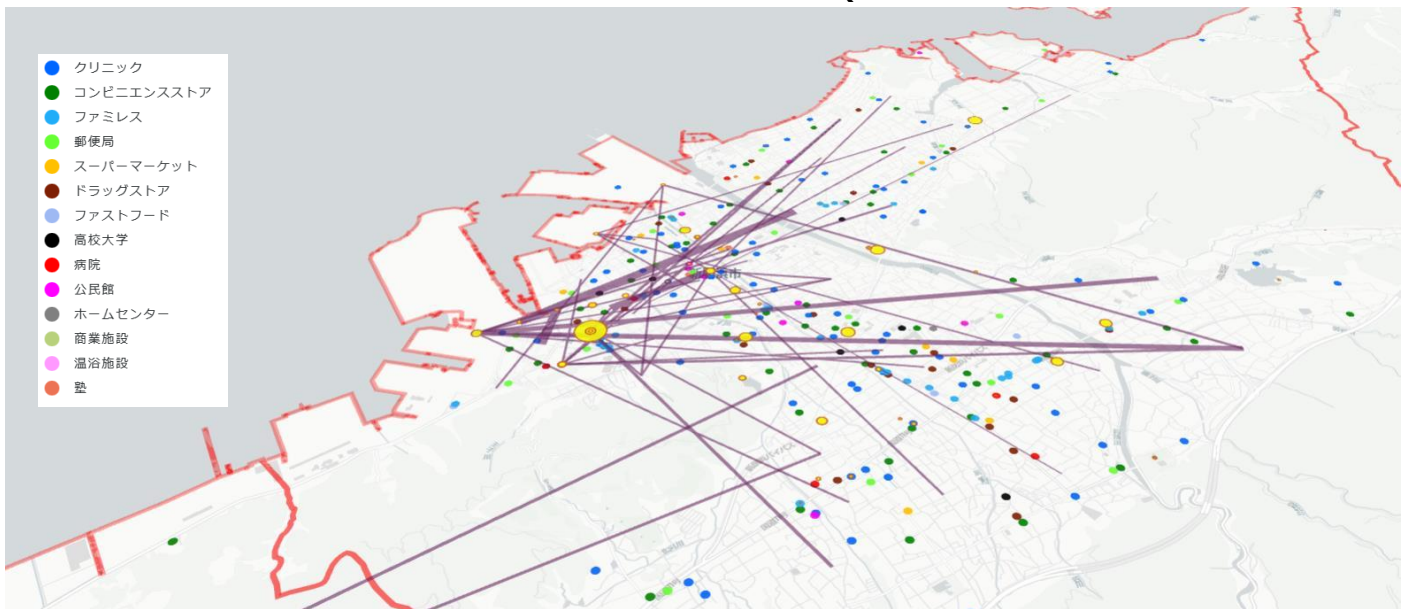 クリニック
コンビニエンスストア
ファミレス
郵便局
スーパーマーケット
ドラッグストア
ファストフード
高校大学
病院
公民館
ホームセンター
商業施設
温浴施設
塾
市